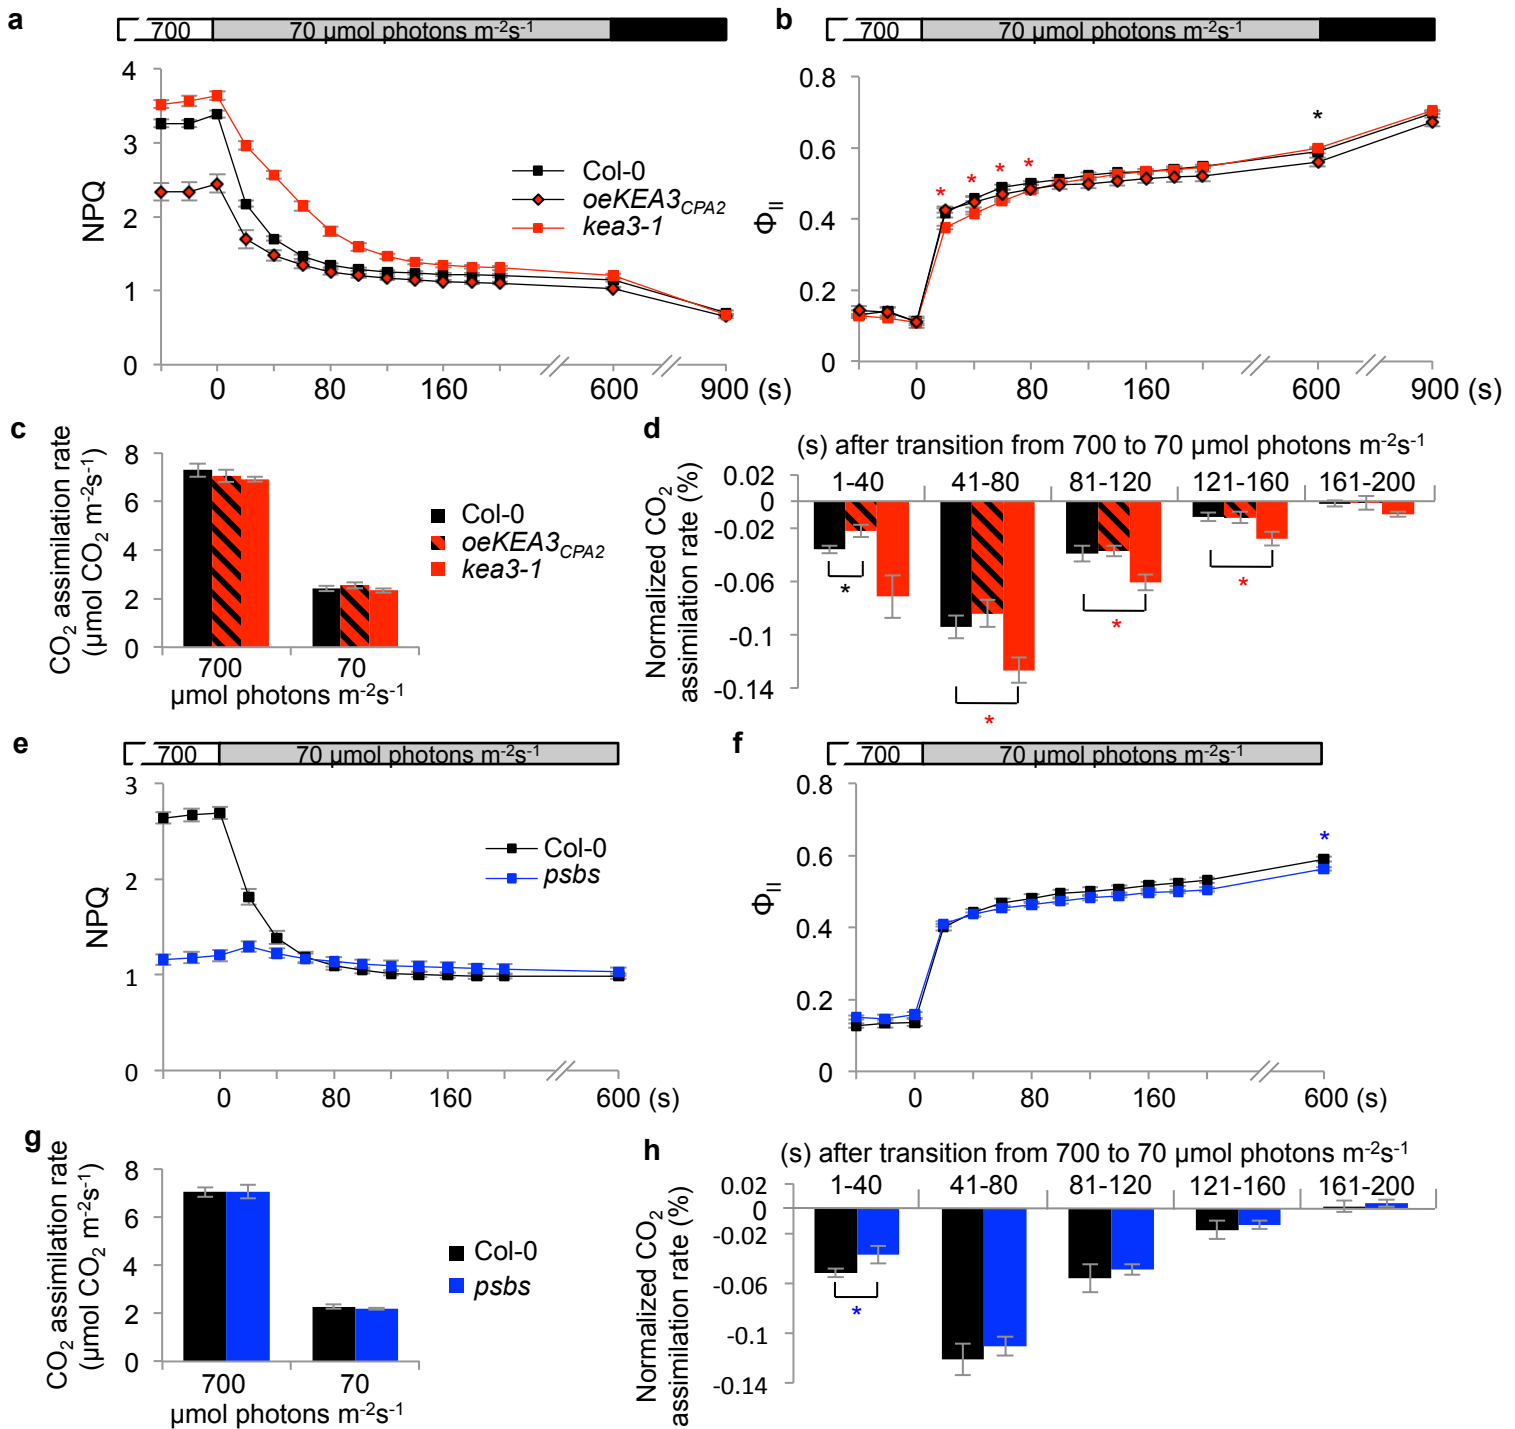 a
700
70 µmol photons m-2s-1
NPQ
4
3
2
1
0
Col-0
oeKEA3CPA2
kea3-1
0 80 160 600 900 (s)
b
700
70 µmol photons m-2s-1
ΦII
0.8
0.6
0.4
0.2
0
* * * * *
0 80 160 600 900 (s)
c
CO2 assimilation rate
(µmol CO2 m-2s-1)
8
6
4
2
0
700 70
µmol photons m-2s-1
Col-0
oeKEA3CPA2
kea3-1
d
(s) after transition from 700 to 70 µmol photons m-2s-1
Normalized CO2
assimilation rate (%)
0.02
0
-0.02
-0.06
-0.1
-0.14
1-40 41-80 81-120 121-160 161-200
* * * *
e
700
70 µmol photons m-2s-1
NPQ
3
2
1
0
Col-0
psbs
0 80 160 600 (s)
f
700
70 µmol photons m-2s-1
ΦII
0.8
0.6
0.4
0.2
0
*
0 80 160 600 (s)
g
CO2 assimilation rate
(µmol CO2 m-2s-1)
8
6
4
2
0
700 70
µmol photons m-2s-1
Col-0
psbs
h
(s) after transition from 700 to 70 µmol photons m-2s-1
Normalized CO2
assimilation rate (%)
0.02
0
-0.02
-0.06
-0.1
-0.14
1-40 41-80 81-120 121-160 161-200
*